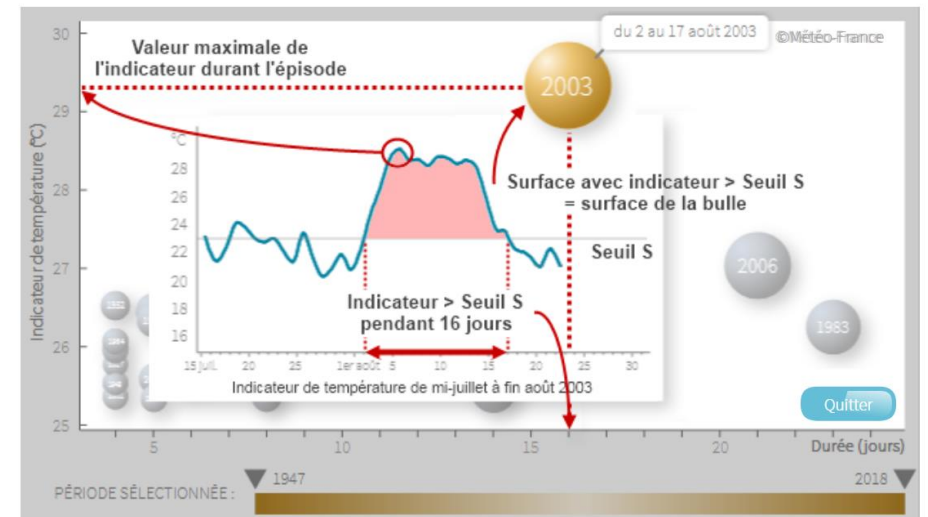 30
29
28
27
26
25
Indicateur de température (°C)
Valeur maximale de
l'indicateur durant l'épisode
du 2 au 17 août 2003
©Météo-France
2003
°C
28
26
24
22
20
18
16
Surface avec indicateur > Seuil S
= surface de la bulle
Seuil S
Indicateur > Seuil S
pendant 16 jours
15 juil.
20
25
1er août
5
10
15
20
25
30
Indicateur de température de mi-juillet à fin août 2003
2006
1983
Quitter
5
10
15
20
Durée (jours)
PÉRIODE SÉLECTIONNÉE :
1947
2018